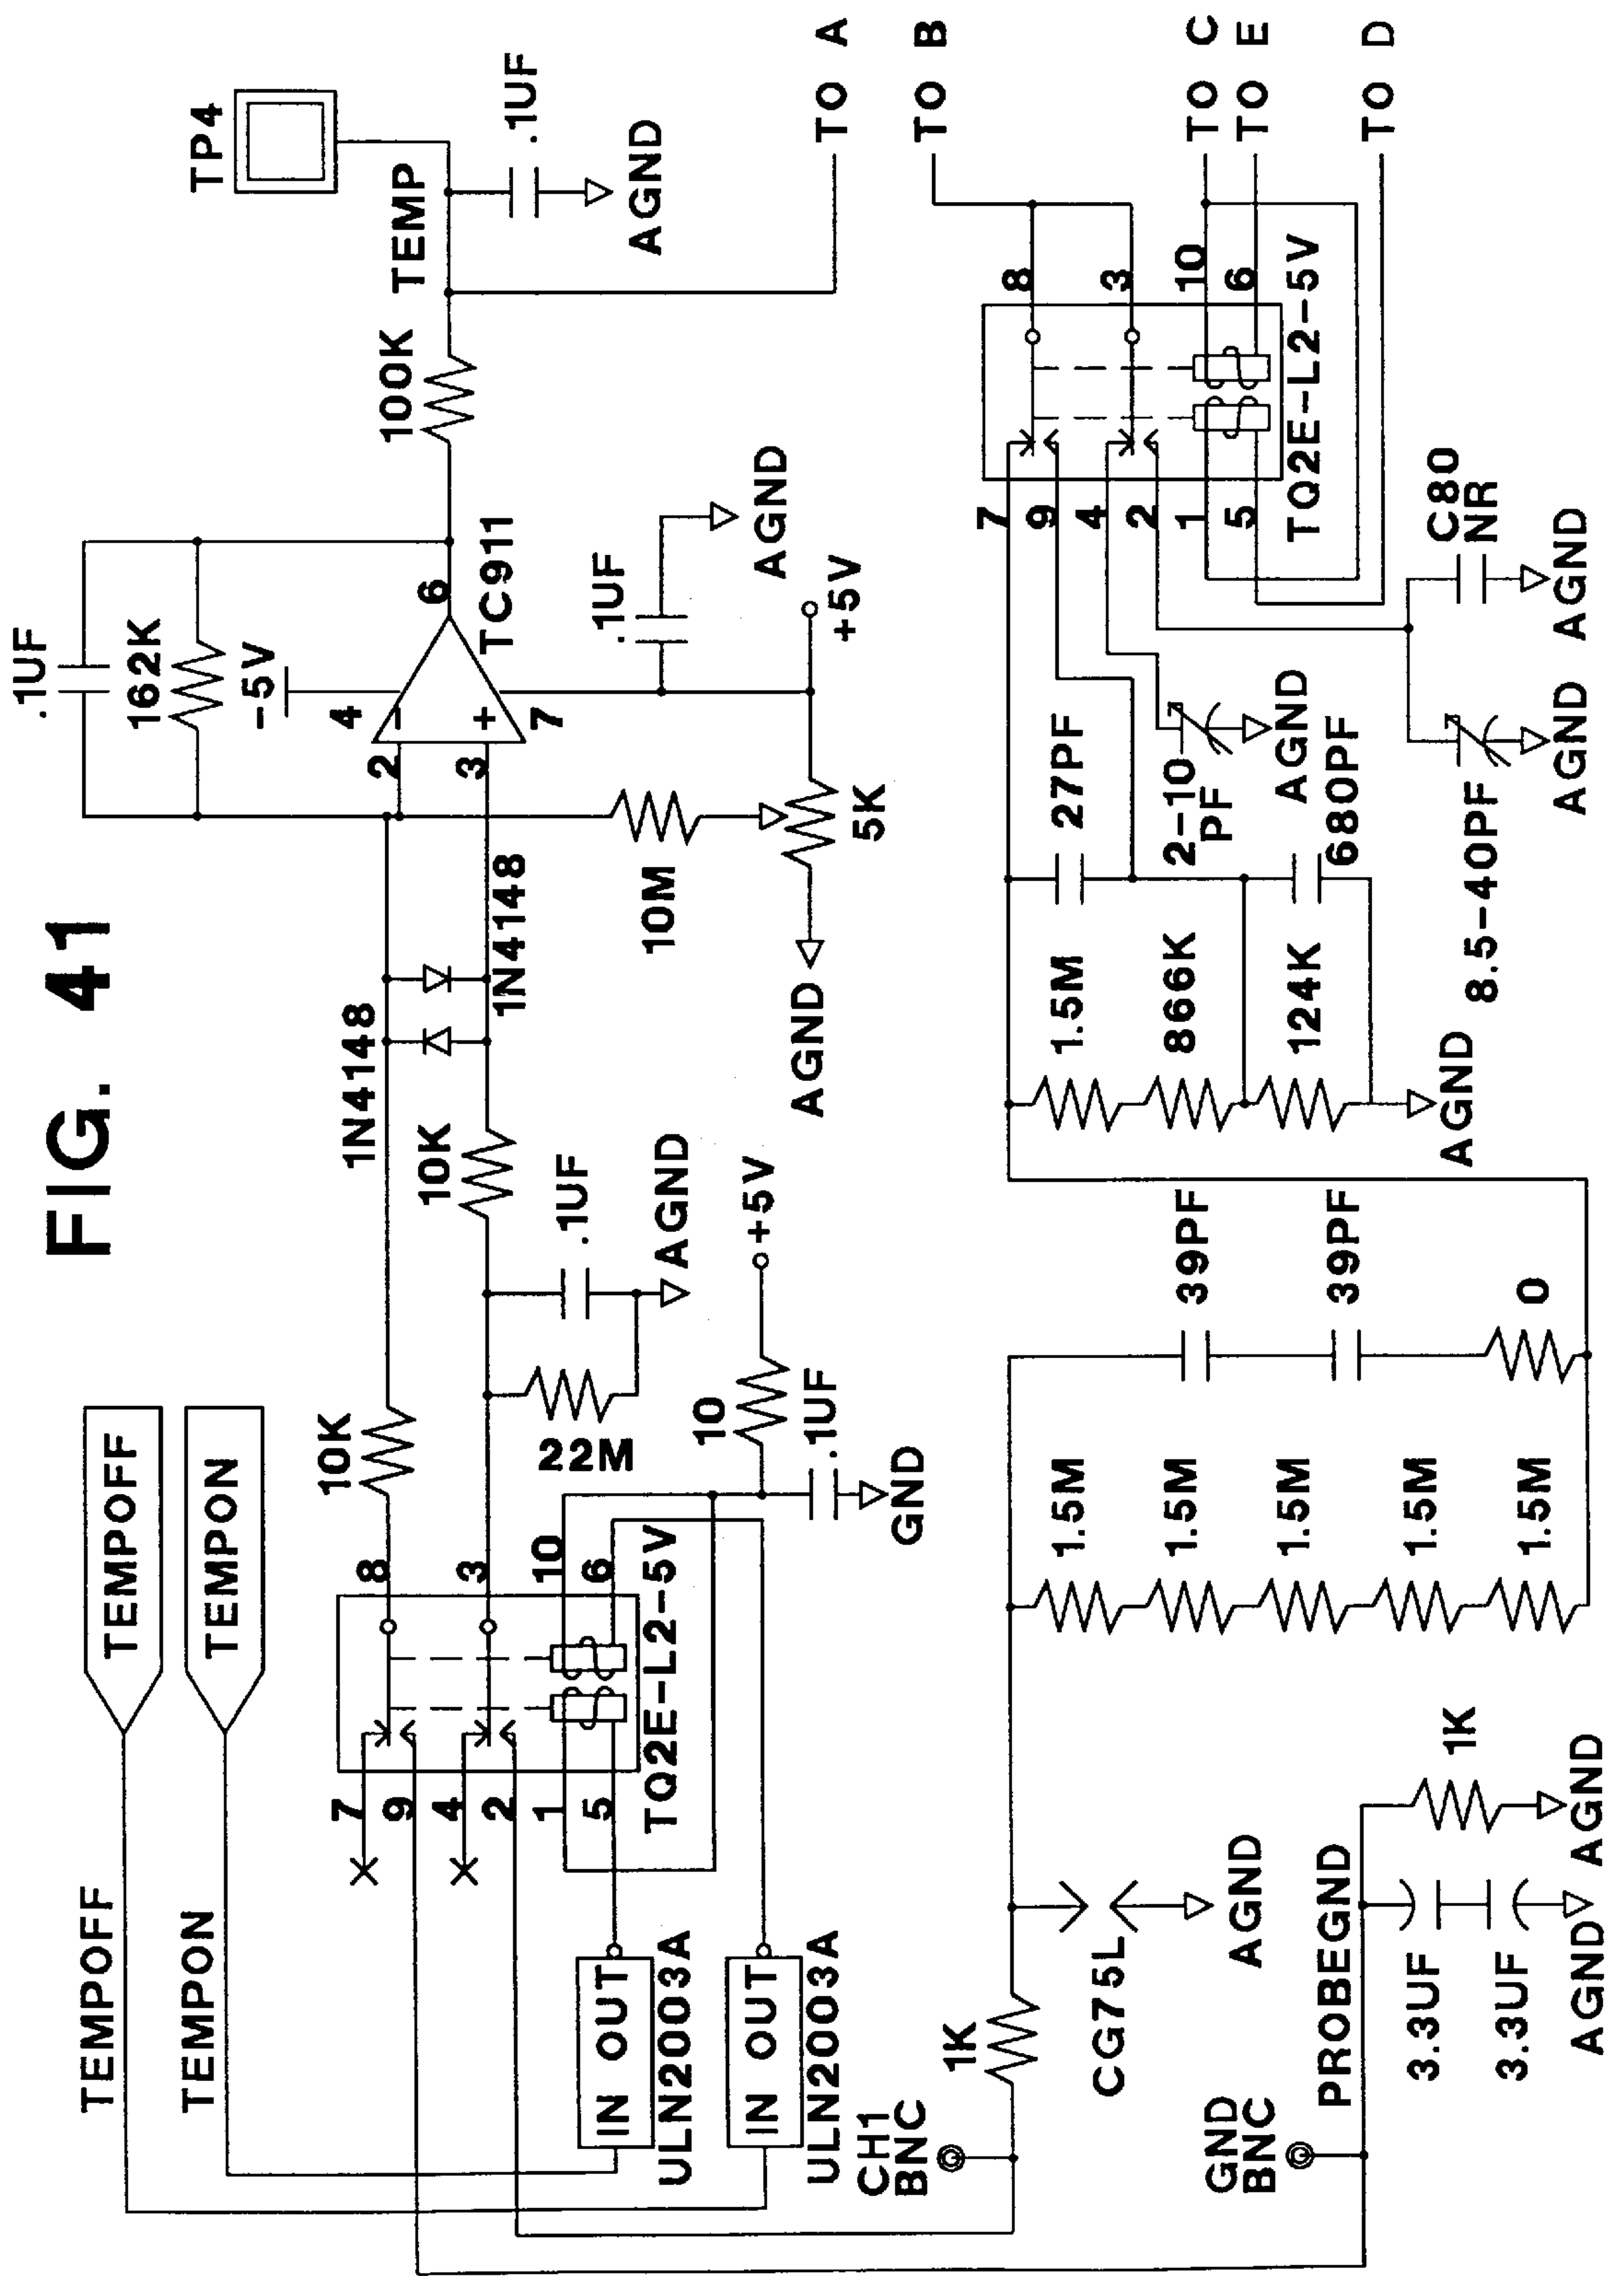 FIG. 41
TEMPOFF
TEMPON
TEMPOFF
TEMPON
7
9
4
2
1
5
8
3
10
6
TQ2E-L2-5V
IN OUT
ULN2003A
IN OUT
ULN2003A
10K
22M
.1UF
AGND
10
+5V
.1UF
GND
10K
1N4148
1N4148
10M
5K
AGND
+5V
.1UF
AGND
.1UF
162K
-5V
4
2
-
3
+
7
6
TC911
100K
TEMP
TP4
.1UF
AGND
TO A
TO B
TO C
TO E
TO D
CH1
BNC
1K
CG75L
AGND
GND
BNC
PROBEGND
3.3UF
3.3UF
AGND
1K
AGND
1.5M
1.5M
1.5M
1.5M
1.5M
39PF
39PF
0
1.5M
866K
124K
AGND
27PF
680PF
2-10
PF
AGND
8.5-40PF
AGND
C80
NR
AGND
7
9
4
2
1
5
8
3
10
6
TQ2E-L2-5V